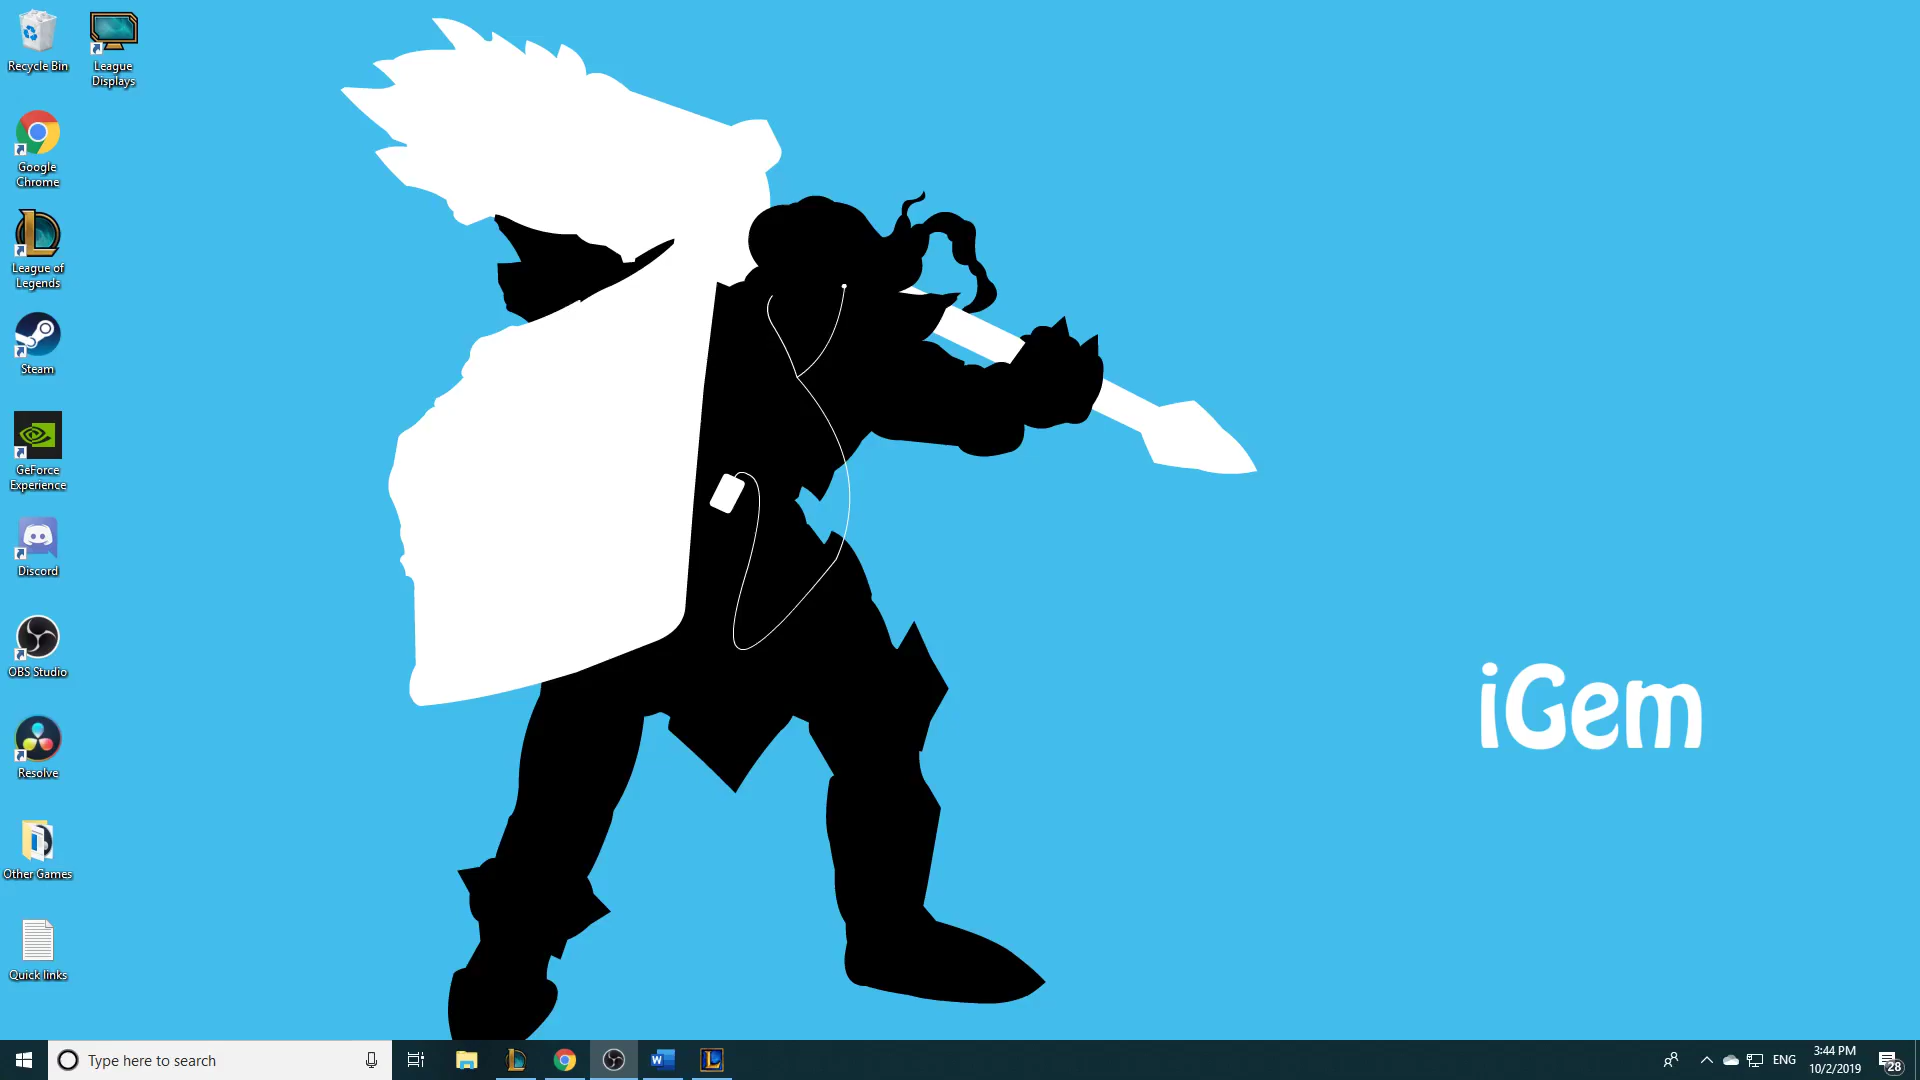 Recycle Bin
League
Displays
Google
Chrome
League of
Legends
Steam
GeForce
Experience
Discord
OBS Studio
Resolve
Other Games
Quick links
iGem
Type here to search
ENG
3:44 PM
10/2/2019
28